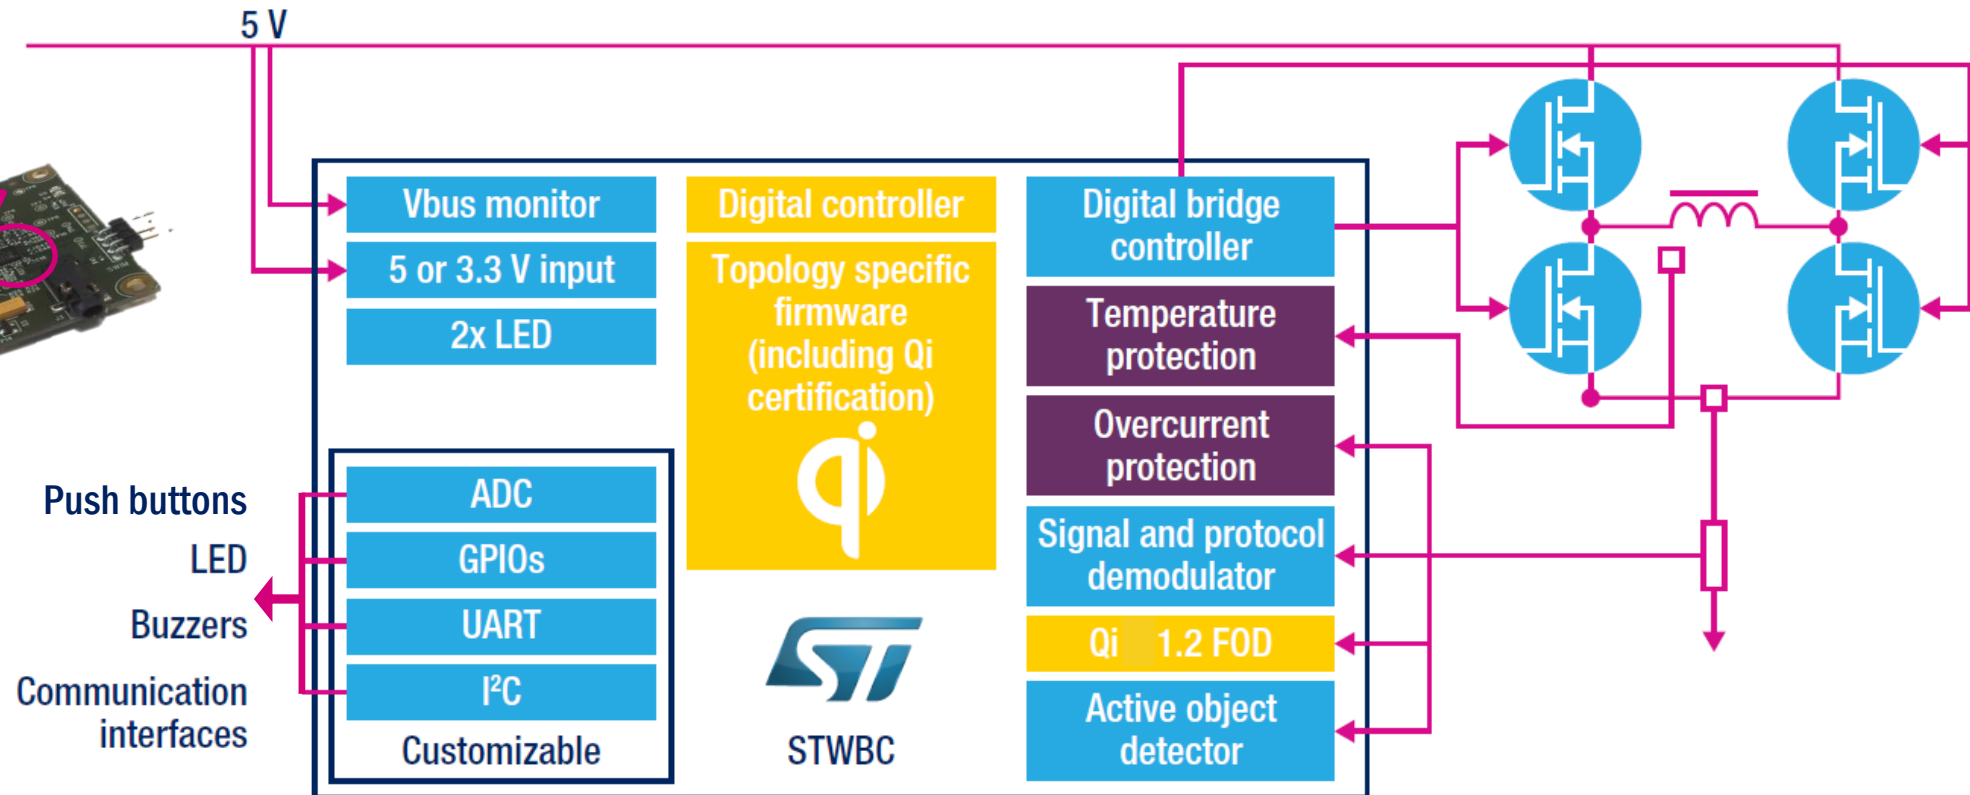 5 V
Vbus monitor
5 or 3.3 V input
2x LED
Digital controller
Topology specific
firmware
(including Qi
certification)
qi
Digital bridge
controller
Temperature
protection
Overcurrent
protection
Signal and protocol
demodulator
Qi 1.2 FOD
Active object
detector
Push buttons
LED
Buzzers
Communication
interfaces
ADC
GPIOs
UART
I²C
Customizable
ST
STWBC